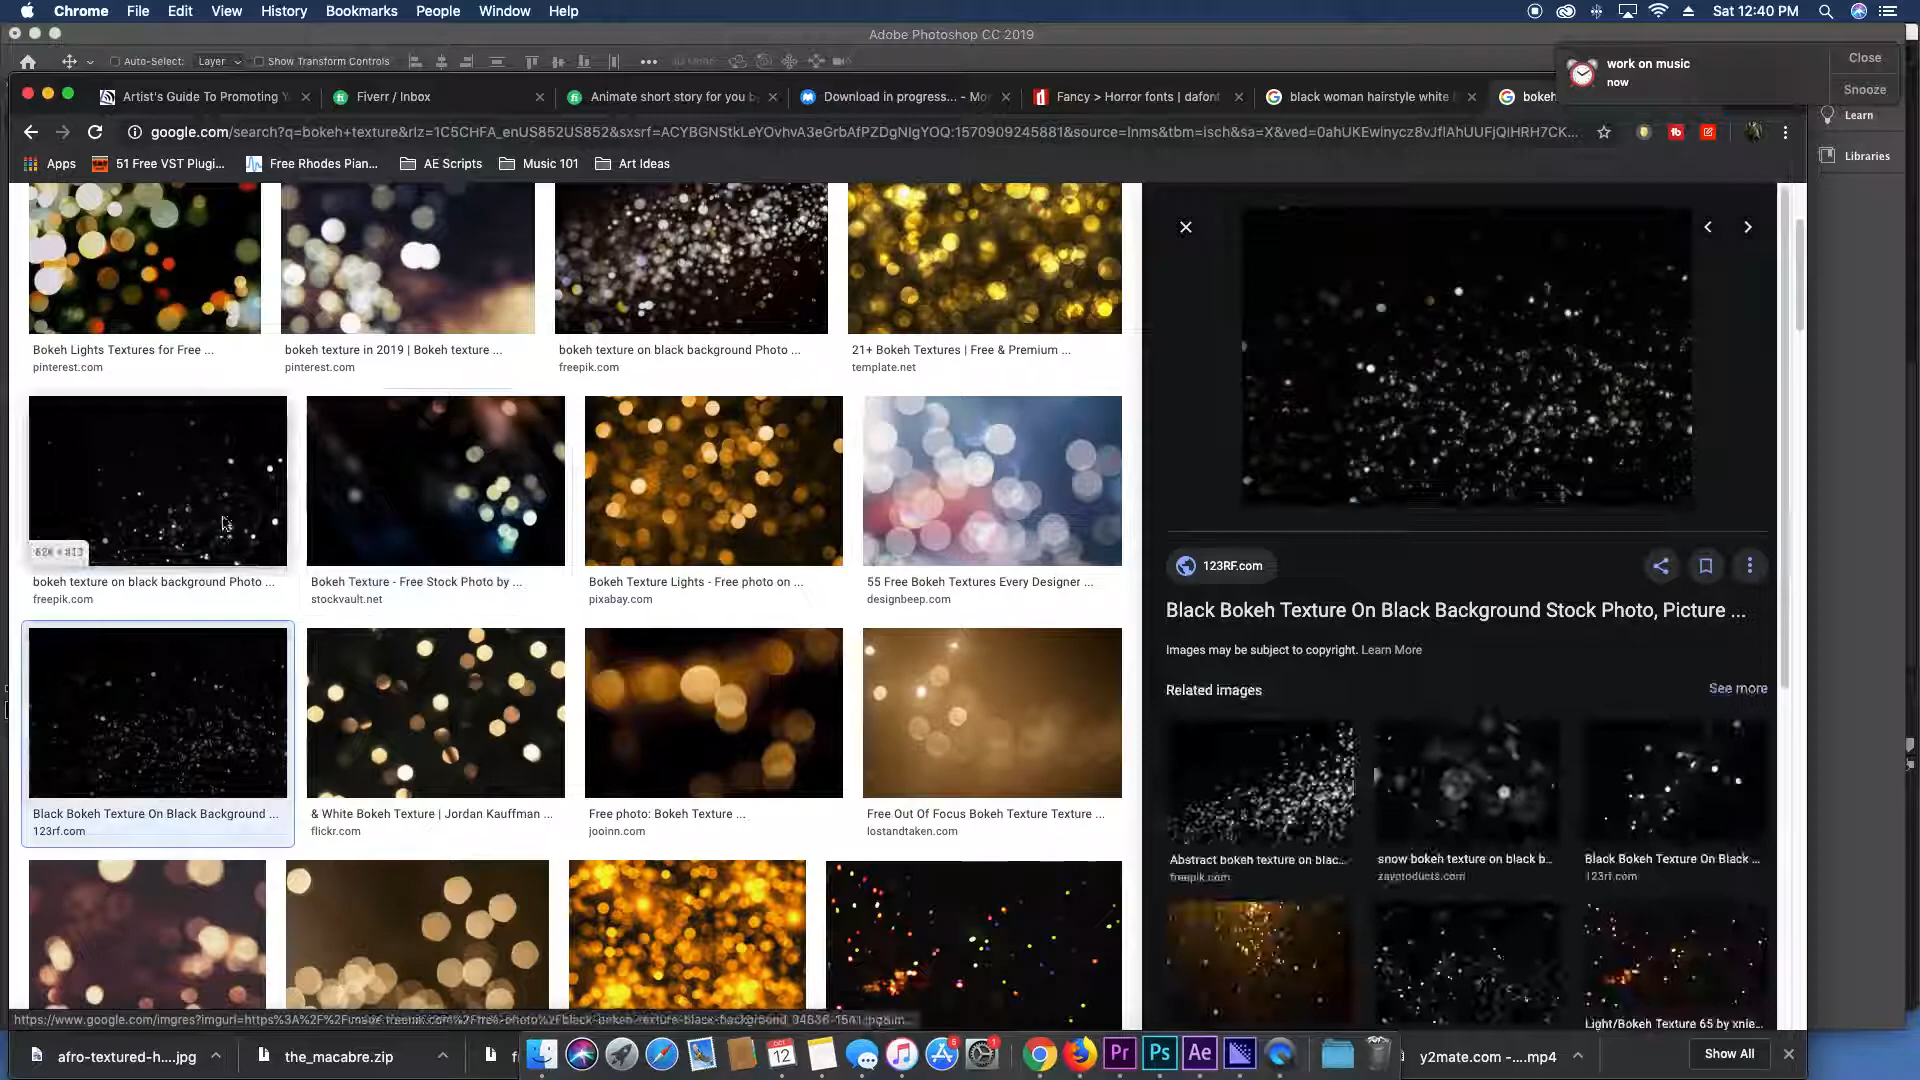 Chrome File Edit View History Bookmarks People Window Help
Sat 12:40 PM
Adobe Photoshop CC 2019
Auto-Select: Layer Show Transform Controls
work on music
now
Close
Snooze
Artist's Guide To Promoting Y
Fiverr / Inbox
Animate short story for you b
Download in progress... - Mo
Fancy > Horror fonts | dafont
black woman hairstyle white
bokeh
Learn
Libraries
google.com/search?q=bokeh+texture&rlz=1C5CHFA_enUS852US852&sxsrf=ACYBGNStkLeYOvhvA3eGrbAfPZDgNIgYOQ:1570909245881&source=lnms&tbm=isch&sa=X&ved=0ahUKEwinycz8vJflAhUUFjQIHRH7CK...
Apps
51 Free VST Plugi...
Free Rhodes Pian...
AE Scripts
Music 101
Art Ideas
Bokeh Lights Textures for Free ...
pinterest.com
bokeh texture in 2019 | Bokeh texture ...
pinterest.com
bokeh texture on black background Photo ...
freepik.com
21+ Bokeh Textures | Free & Premium ...
template.net
bokeh texture on black background Photo ...
freepik.com
Bokeh Texture - Free Stock Photo by ...
stockvault.net
Bokeh Texture Lights - Free photo on ...
pixabay.com
55 Free Bokeh Textures Every Designer ...
designbeep.com
Black Bokeh Texture On Black Background ...
123rf.com
& White Bokeh Texture | Jordan Kauffman ...
flickr.com
Free photo: Bokeh Texture ...
jooinn.com
Free Out Of Focus Bokeh Texture Texture ...
lostandtaken.com
123RF.com
Black Bokeh Texture On Black Background Stock Photo, Picture ...
Images may be subject to copyright. Learn More
Related images
See more
Abstract bokeh texture on blac...
freepik.com
snow bokeh texture on black b...
zayproducts.com
Black Bokeh Texture On Black ...
123rf.com
Light/Bokeh Texture 65 by xnie...
afro-textured-h....jpg
the_macabre.zip
OCT
12
5
1
Pr
Ps
Ae
y2mate.com -....mp4
Show All